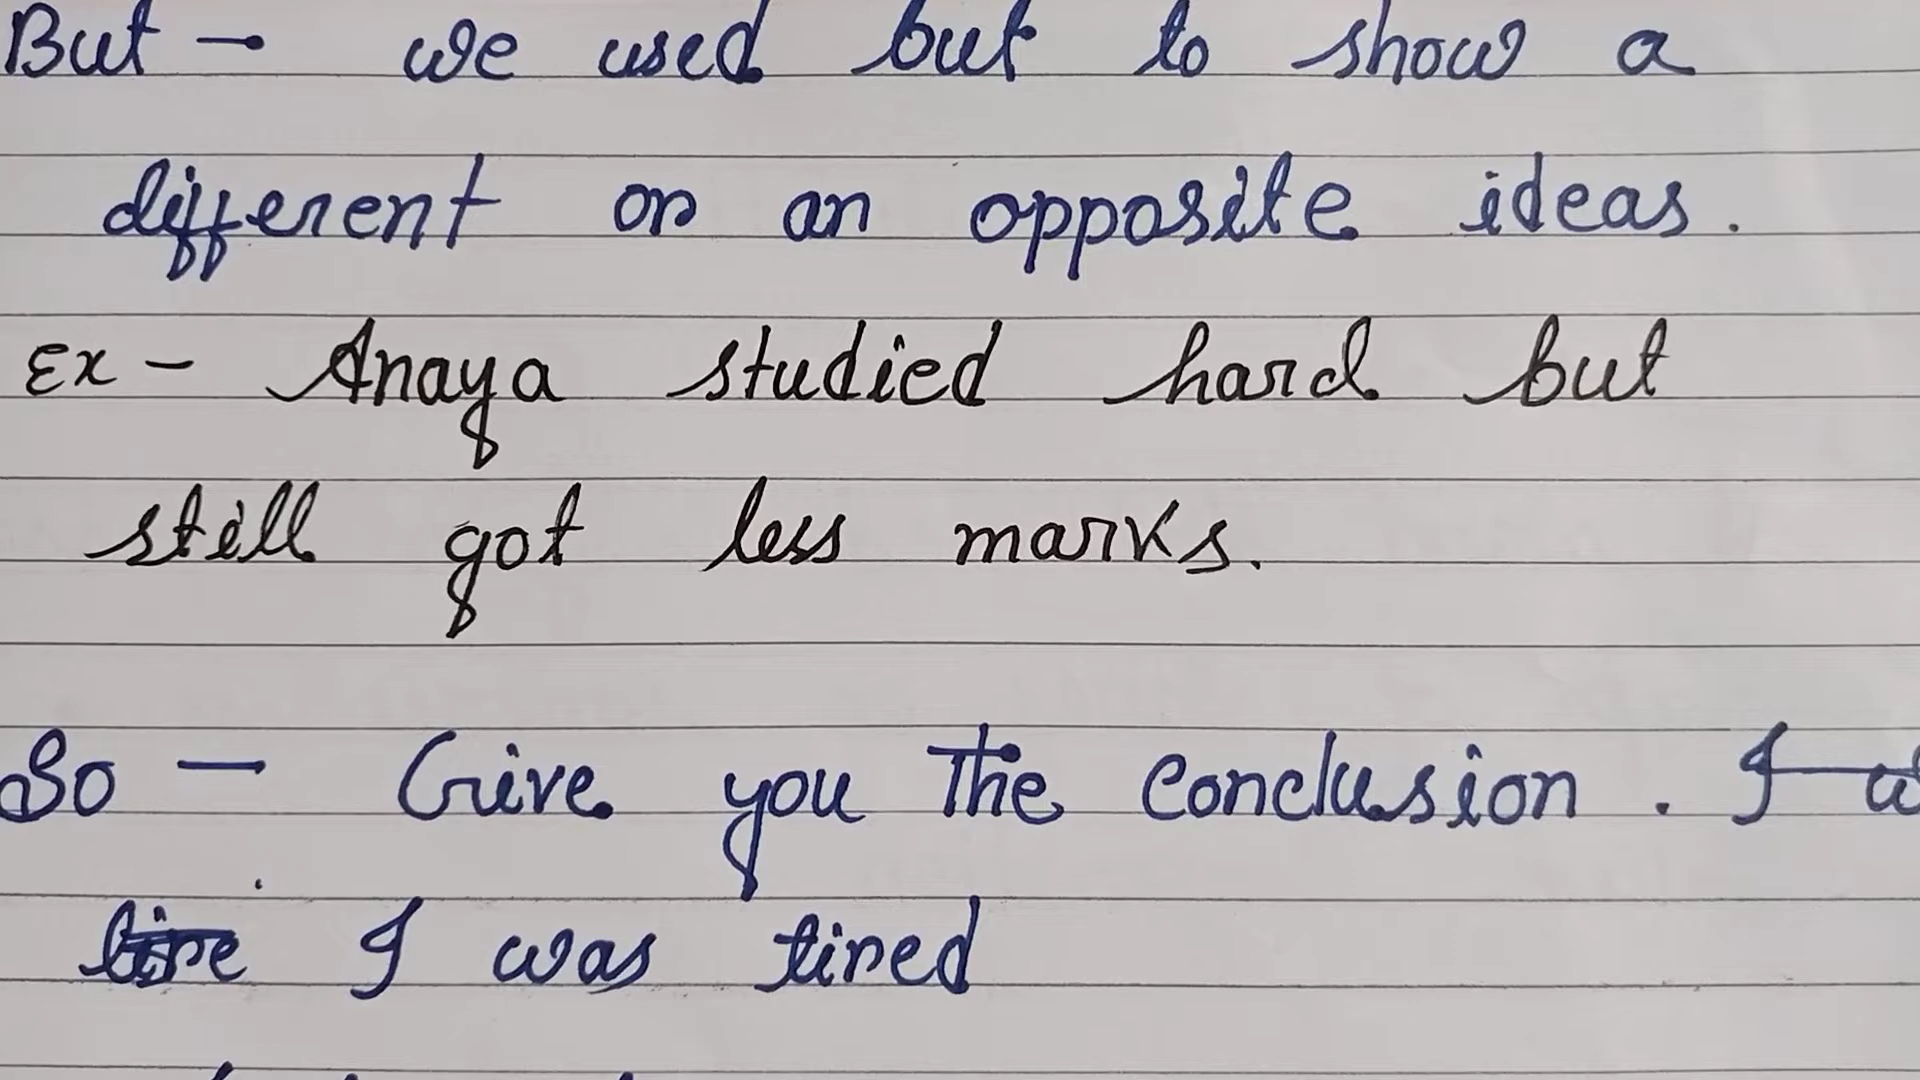 But - we used but to show a
different or an opposite ideas.
Ex - Anaya studied hard but
still got less marks.
So - Give you the conclusion. I
I was tired